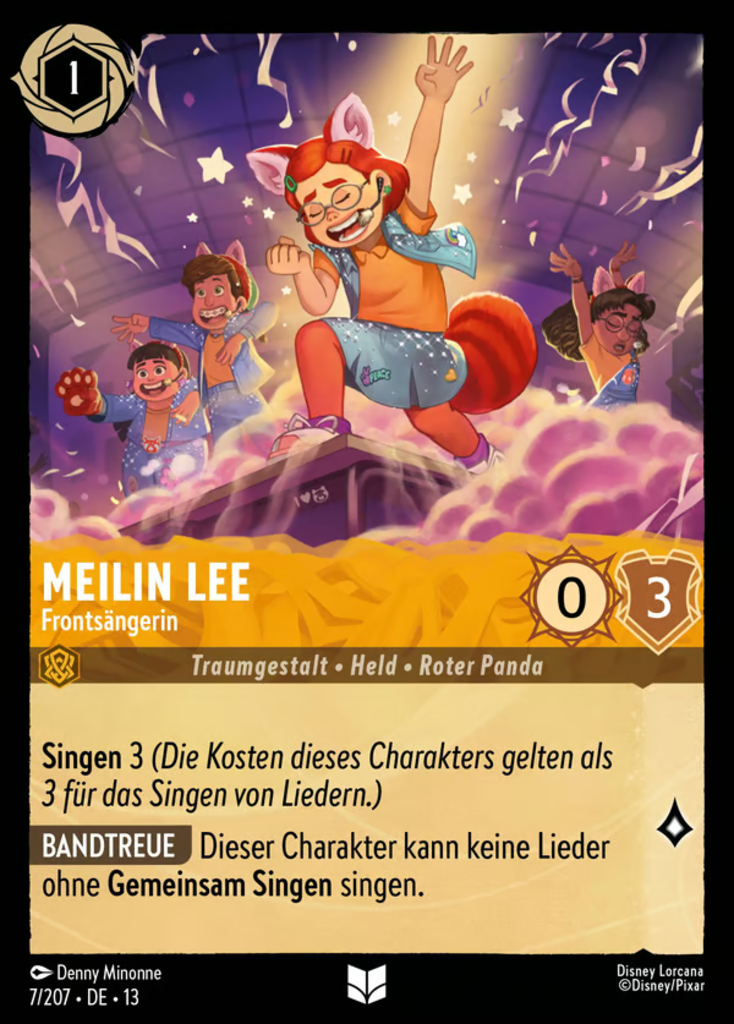 1
PEACE
I ♥
MEILIN LEE
Frontsängerin
0
3
Traumgestalt • Held • Roter Panda
Singen 3 (Die Kosten dieses Charakters gelten als
3 für das Singen von Liedern.)
BANDTREUE Dieser Charakter kann keine Lieder
ohne Gemeinsam Singen singen.
Denny Minonne
7/207 • DE • 13
Disney Lorcana
©Disney/Pixar